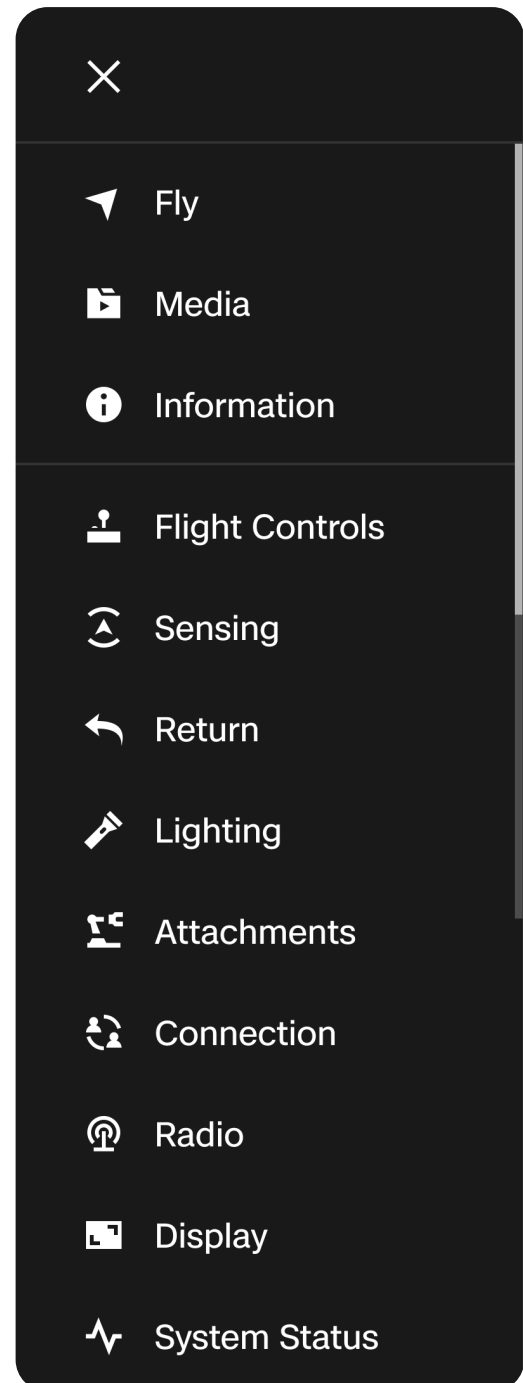 Fly
Media
Information
Flight Controls
Sensing
Return
Lighting
Attachments
Connection
Radio
Display
System Status